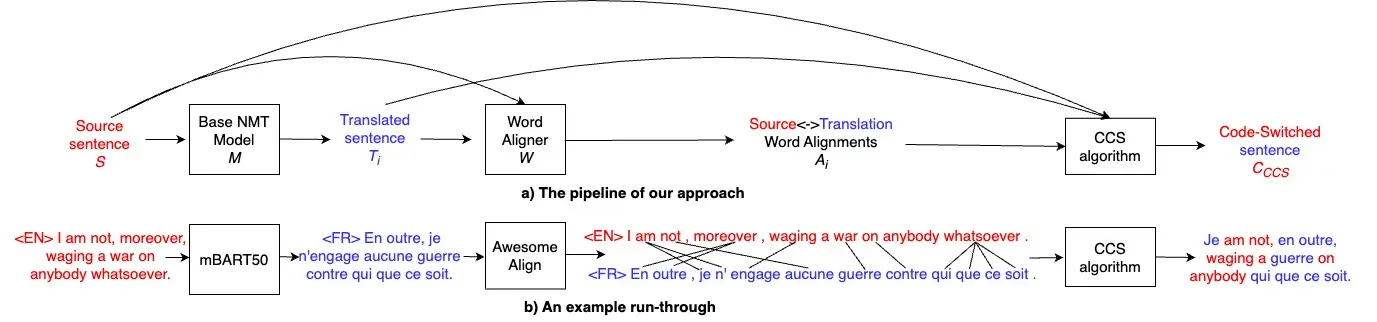 Source
sentence
S
Base NMT
Model
M
Translated
sentence
Ti
Word
Aligner
W
Source<->Translation
Word Alignments
Ai
CCS
algorithm
Code-Switched
sentence
CCCS
a) The pipeline of our approach
<EN> I am not, moreover,
waging a war on
anybody whatsoever.
mBART50
<FR> En outre, je
n'engage aucune guerre
contre qui que ce soit.
Awesome
Align
<EN> I am not , moreover , waging a war on anybody whatsoever .
<FR> En outre , je n' engage aucune guerre contre qui que ce soit .
CCS
algorithm
Je am not, en outre,
waging a guerre on
anybody qui que ce soit.
b) An example run-through